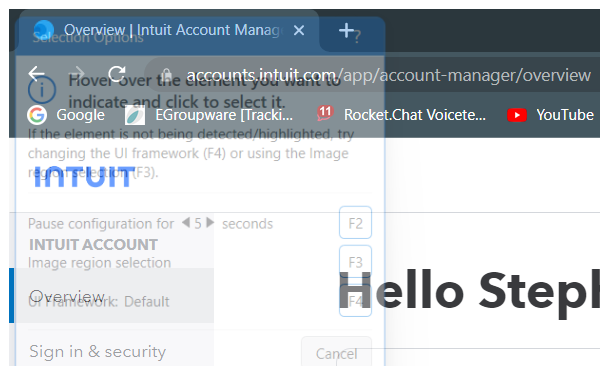 Overview | Intuit Account Manag
Selection Options
?
accounts.intuit.com/app/account-manager/overview
Hover over the element you want to
indicate and click to select it.
Google
EGroupware [Tracki...
11
Rocket.Chat Voicete...
YouTube
If the element is not being detected/highlighted, try
changing the UI framework (F4) or using the Image
region selection (F3).
INTUIT
Pause configuration for 5 seconds
F2
INTUIT ACCOUNT
Image region selection
F3
Hello Steph
Overview
UI Framework: Default
F4
Sign in & security
Cancel